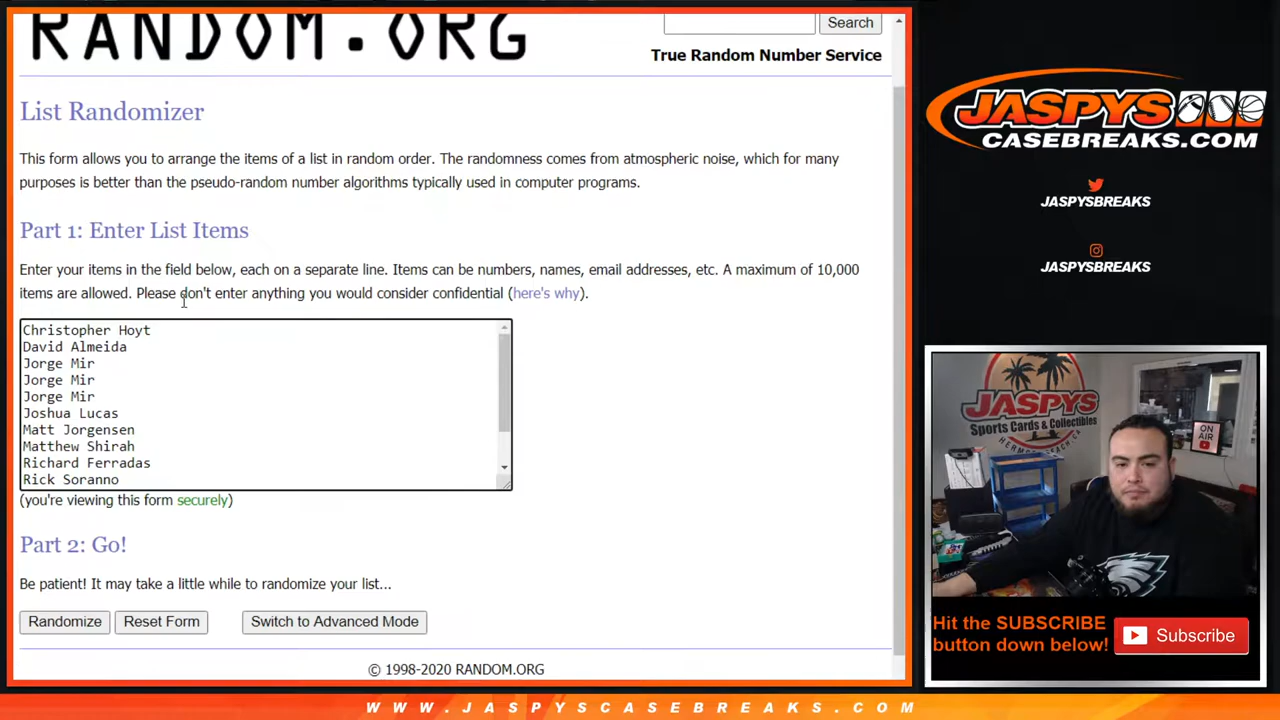 RANDOM.ORG
Search
True Random Number Service
List Randomizer
This form allows you to arrange the items of a list in random order. The randomness comes from atmospheric noise, which for many
purposes is better than the pseudo-random number algorithms typically used in computer programs.
Part 1: Enter List Items
Enter your items in the field below, each on a separate line. Items can be numbers, names, email addresses, etc. A maximum of 10,000
items are allowed. Please don't enter anything you would consider confidential (here's why).
Christopher Hoyt
David Almeida
Jorge Mir
Jorge Mir
Jorge Mir
Joshua Lucas
Matt Jorgensen
Matthew Shirah
Richard Ferradas
Rick Soranno
(you're viewing this form securely)
Part 2: Go!
Be patient! It may take a little while to randomize your list...
Randomize
Reset Form
Switch to Advanced Mode
© 1998-2020 RANDOM.ORG
JASPYS
CASEBREAKS.COM
JASPYSBREAKS
JASPYSBREAKS
JASPYS
Sports Cards & Collectibles
HERMOSA BEACH CA
ON
AIR
Hit the SUBSCRIBE
button down below!
Subscribe
WWW.JASPYSCASEBREAKS.COM